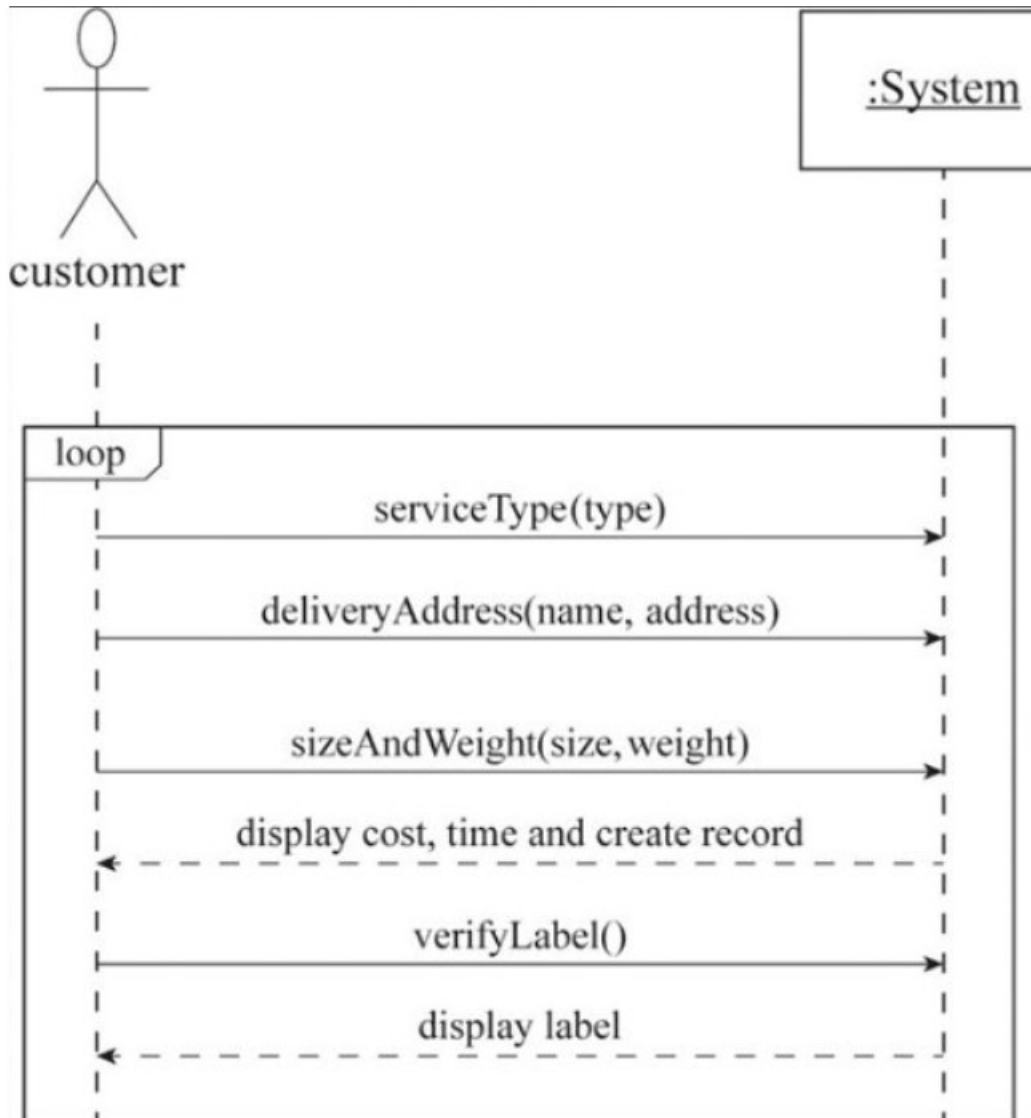 :System
customer
loop
serviceType(type)
deliveryAddress(name, address)
sizeAndWeight(size, weight)
display cost, time and create record
verifyLabel()
display label